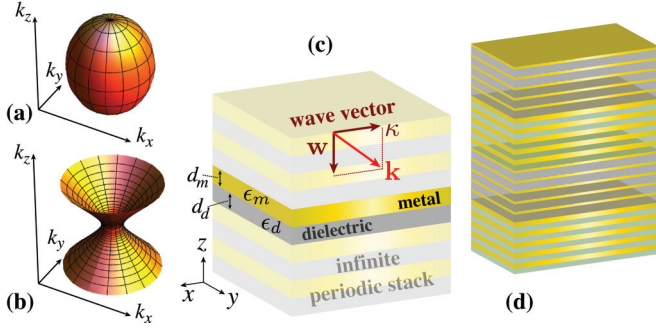 (a)
k_z
k_y
k_x
(b)
k_z
k_y
k_x
(c)
wave vector
κ
w
k
d_m
ϵ_m
metal
d_d
ϵ_d
dielectric
z
x
y
infinite
periodic stack
(d)